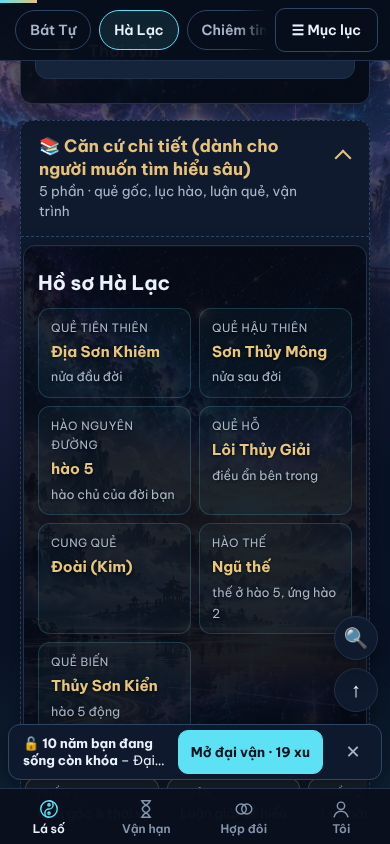 Bát Tự
Hà Lạc
Chiêm tin
☰ Mục lục
📚 Căn cứ chi tiết (dành cho
người muốn tìm hiểu sâu)
5 phần · quẻ gốc, lục hào, luận quẻ, vận
trình
Hồ sơ Hà Lạc
QUẺ TIÊN THIÊN
Địa Sơn Khiêm
nửa đầu đời
QUẺ HẬU THIÊN
Sơn Thủy Mông
nửa sau đời
HÀO NGUYÊN
ĐƯỜNG
hào 5
hào chủ của đời bạn
QUẺ HỖ
Lôi Thủy Giải
điều ẩn bên trong
CUNG QUẺ
Đoài (Kim)
HÀO THẾ
Ngũ thế
thế ở hào 5, ứng hào
2
QUẺ BIẾN
Thủy Sơn Kiển
hào 5 động
🔍
↑
🔓 10 năm bạn đang
sống còn khóa – Đại...
Mở đại vận · 19 xu
✕
Lá số
Vận hạn
Hợp đôi
Tôi